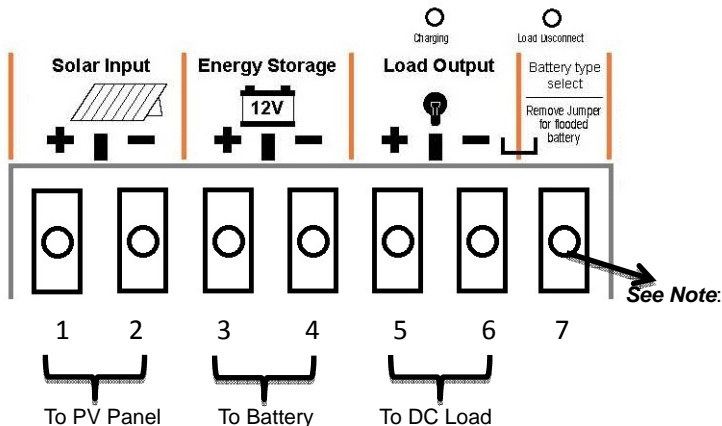 Charging
Load Disconnect
Solar Input
Energy Storage
Load Output
Battery type
select
12V
Remove Jumper
for flooded
battery
+ -
+ -
+ -
See Note:
1 2 3 4 5 6 7
To PV Panel
To Battery
To DC Load